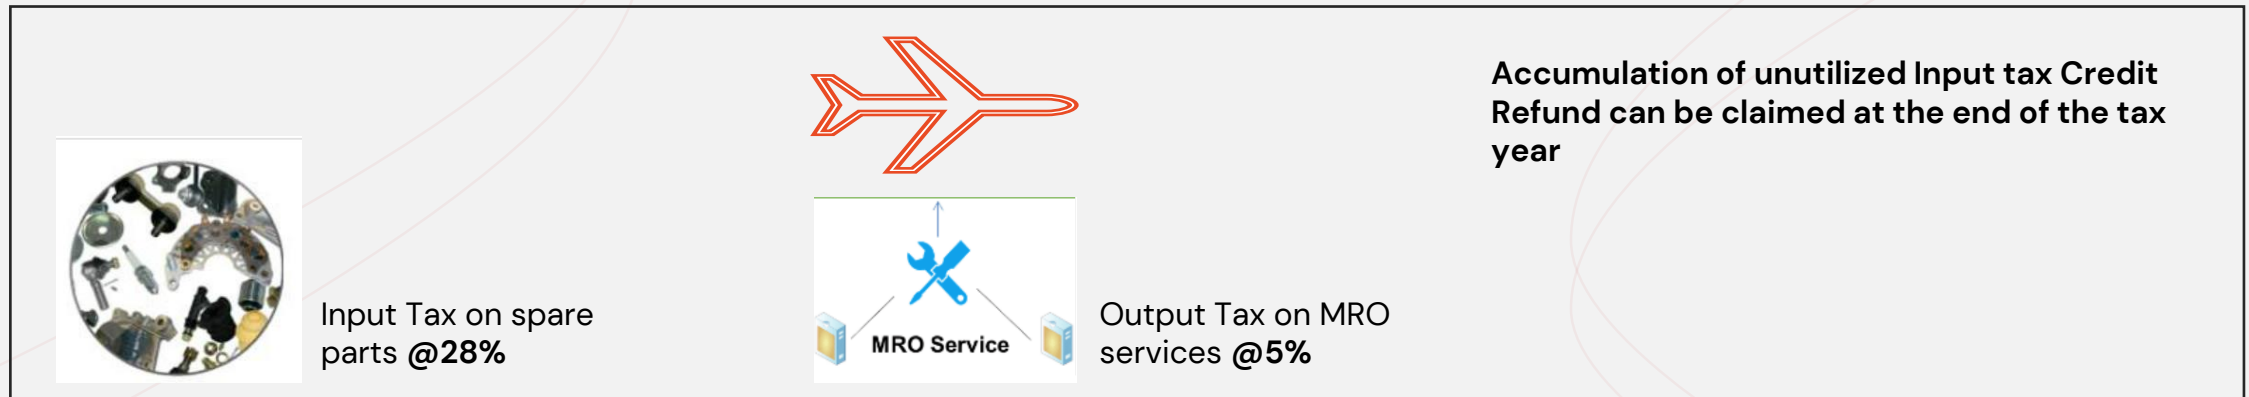 Accumulation of unutilized Input tax Credit
Refund can be claimed at the end of the tax
year
Input Tax on spare
parts @28%
MRO Service
Output Tax on MRO
services @5%